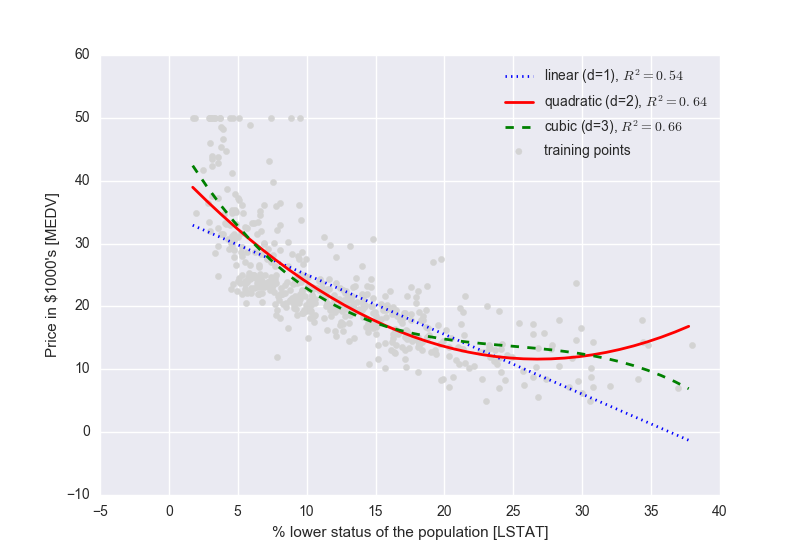 60
50
40
30
20
10
0
−10
Price in $1000's [MEDV]
linear (d=1), R² = 0.54
quadratic (d=2), R² = 0.64
cubic (d=3), R² = 0.66
training points
−5 0 5 10 15 20 25 30 35 40
% lower status of the population [LSTAT]